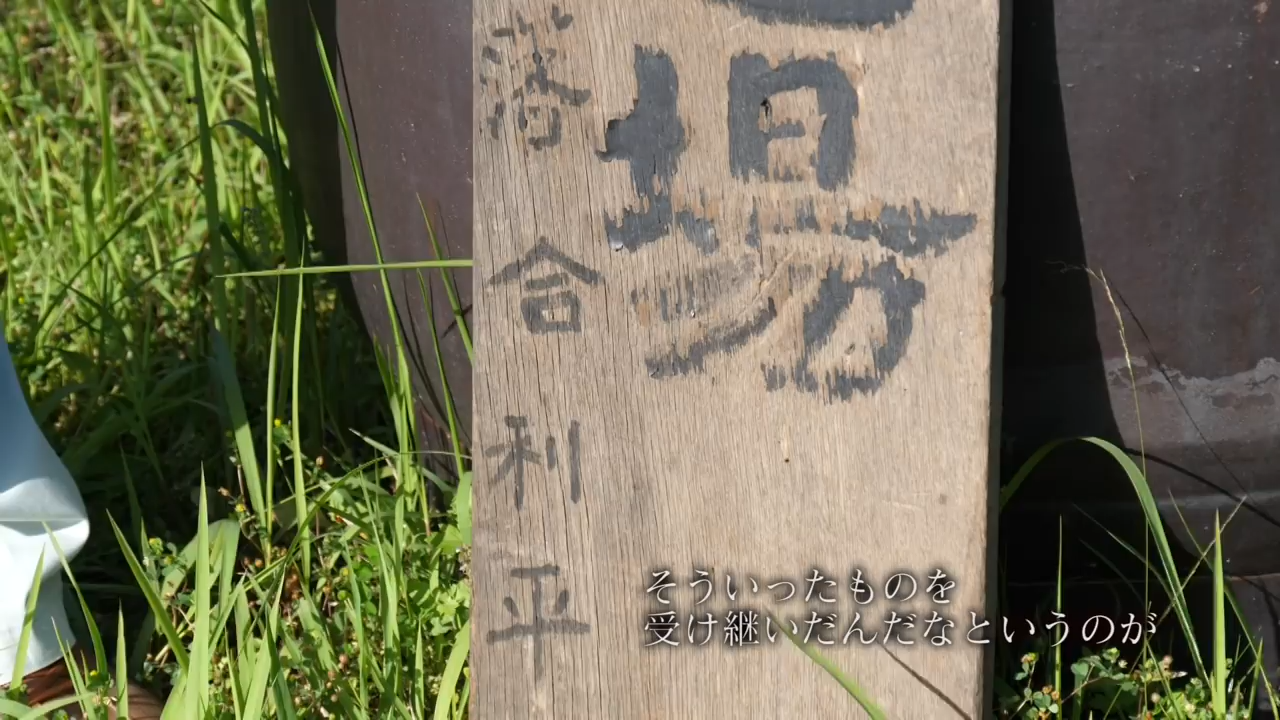 場
落合利平
そういったものを
受け継いだんだなというのが